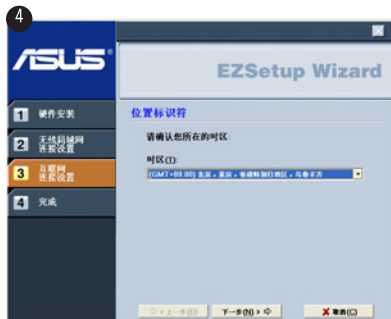 4
ASUS
EZSetup Wizard
1 硬件安装
2 无线局域网
连接设置
3 互联网
连接设置
4 完成
位置标识符
请确认您所在的时区:
时区(T):
(GMT+08:00) 北京，重庆，香港特别行政区，乌鲁木齐
<上一步(B)
下一步(N) >
取消(C)